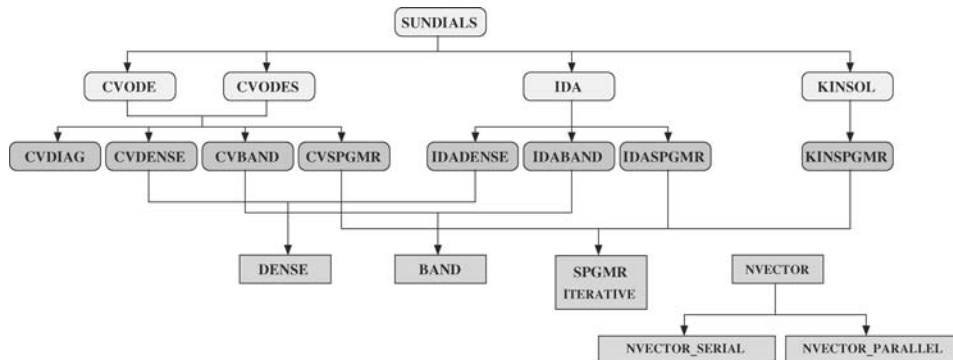 SUNDIALS
CVODE
CVODES
IDA
KINSOL
CVDIAG
CVDENSE
CVBAND
CVSPGMR
IDADENSE
IDABAND
IDASPGMR
KINSPGMR
DENSE
BAND
SPGMR
ITERATIVE
NVECTOR
NVECTOR_SERIAL
NVECTOR_PARALLEL